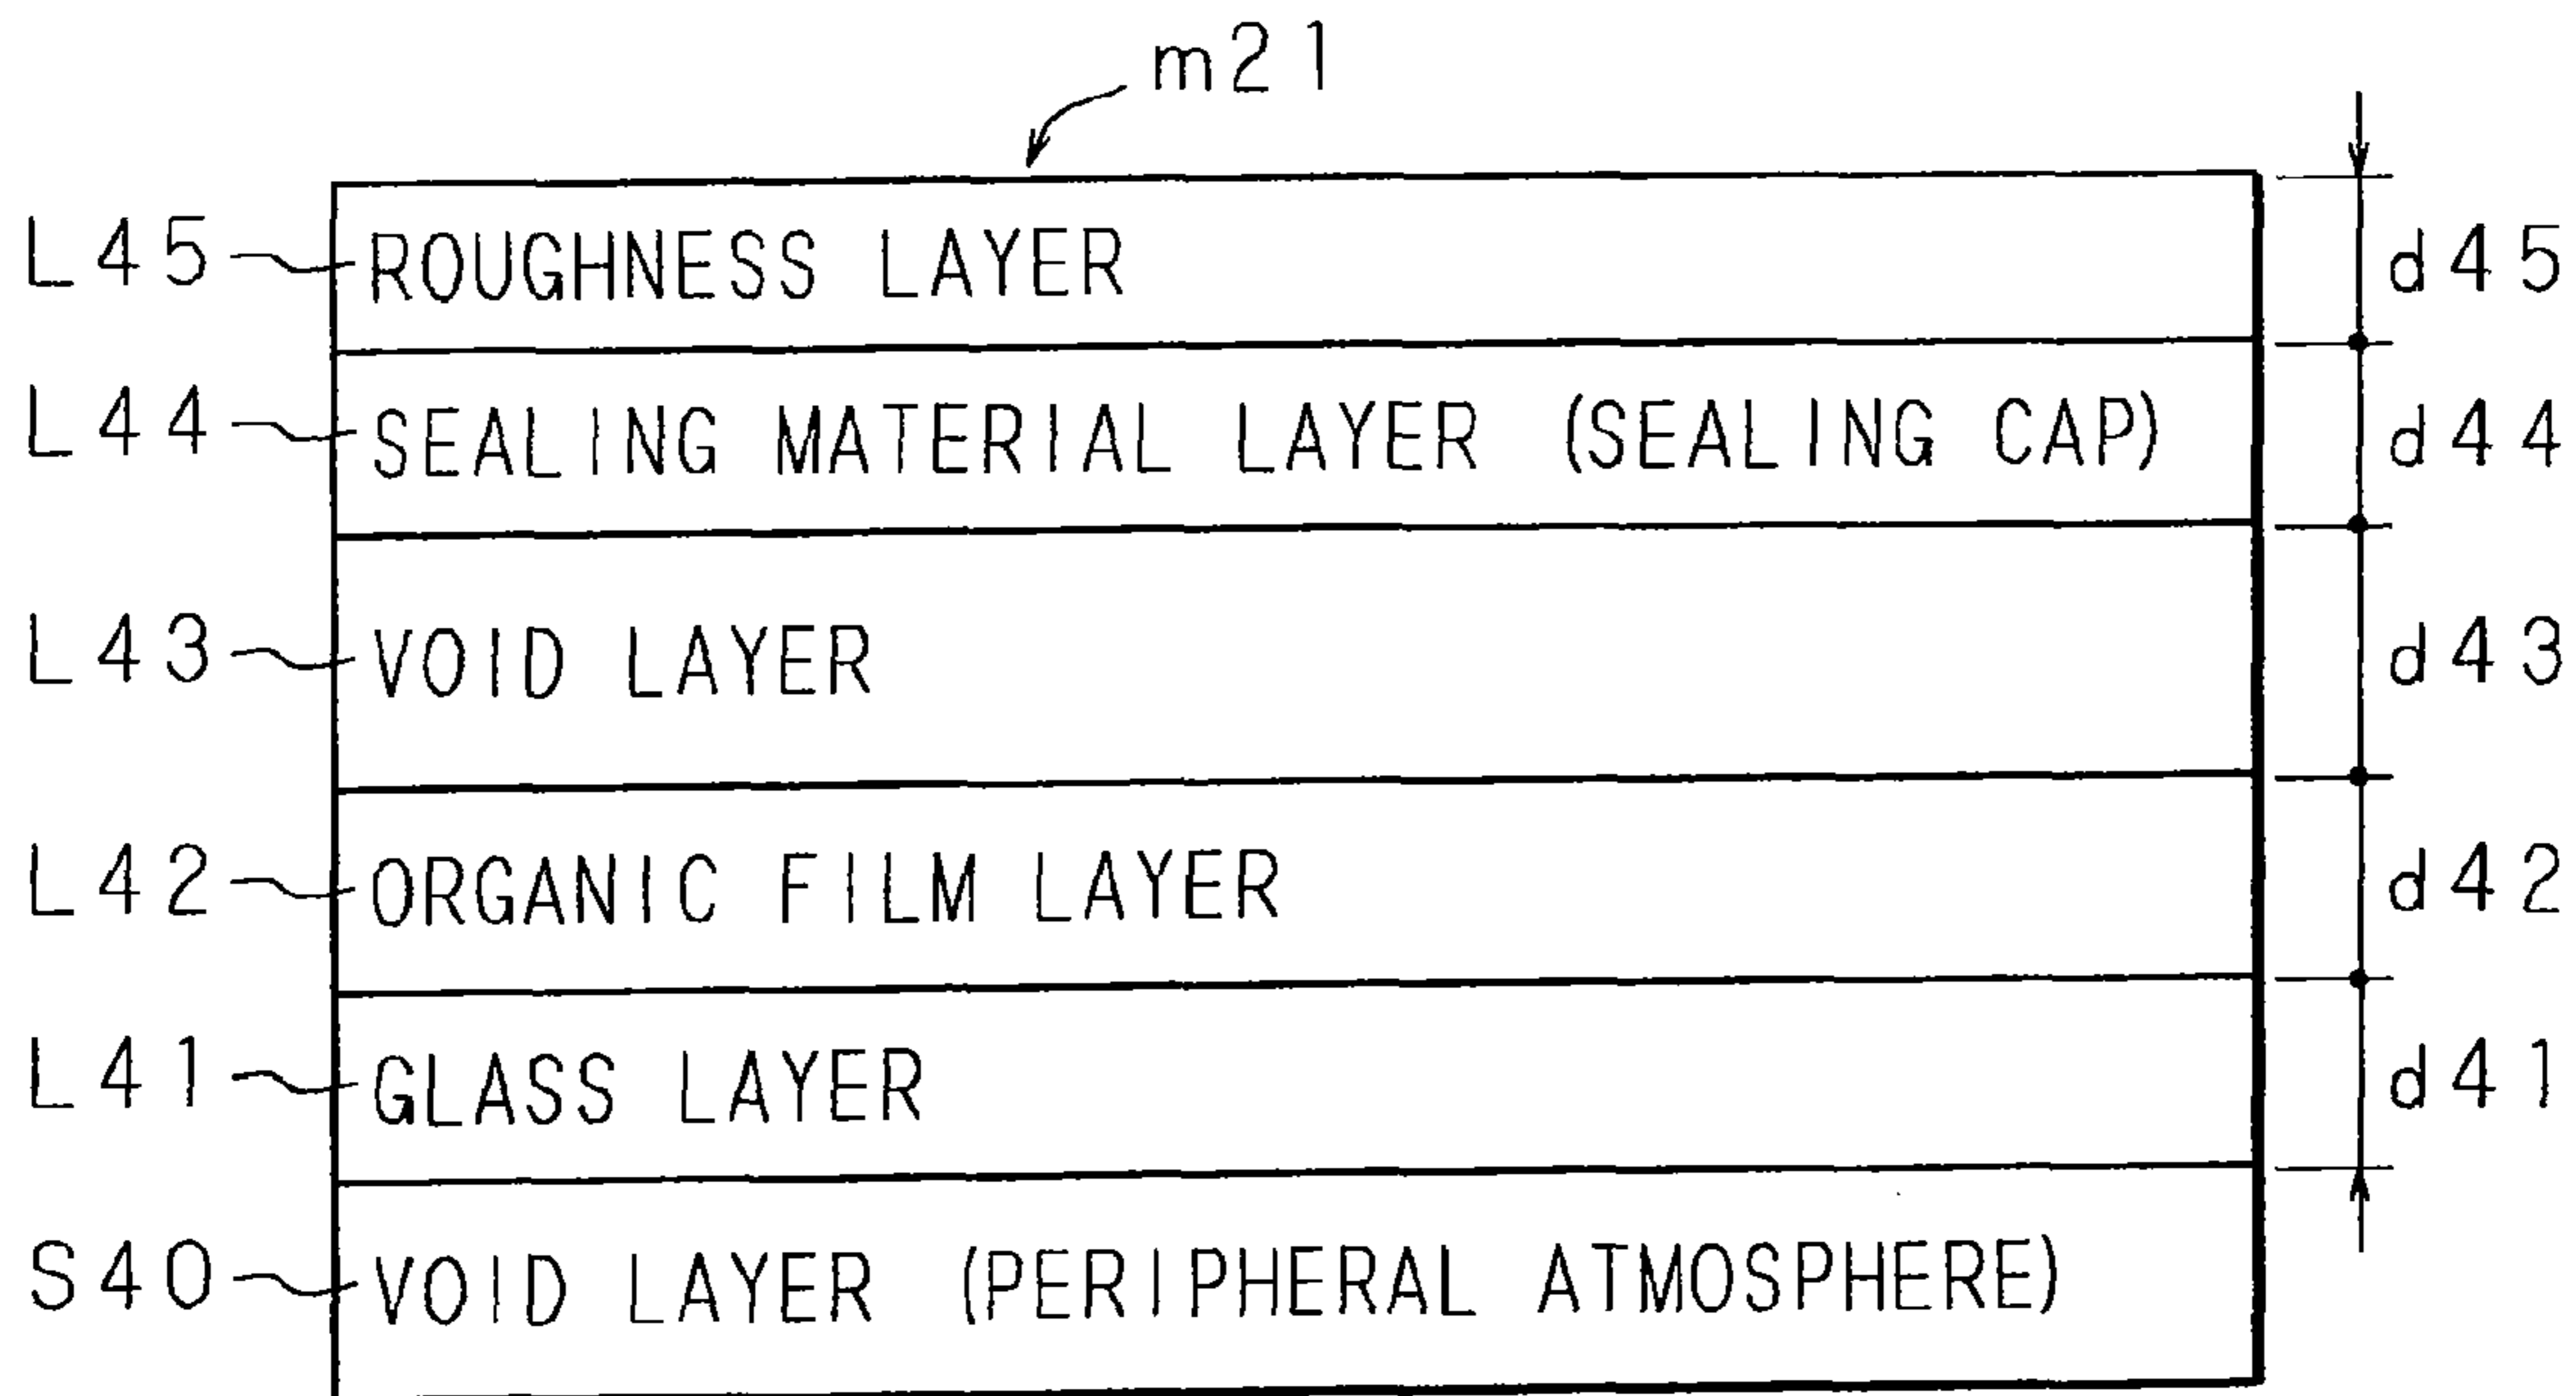 m21
L45 ROUGHNESS LAYER d45
L44 SEALING MATERIAL LAYER (SEALING CAP) d44
L43 VOID LAYER d43
L42 ORGANIC FILM LAYER d42
L41 GLASS LAYER d41
S40 VOID LAYER (PERIPHERAL ATMOSPHERE)